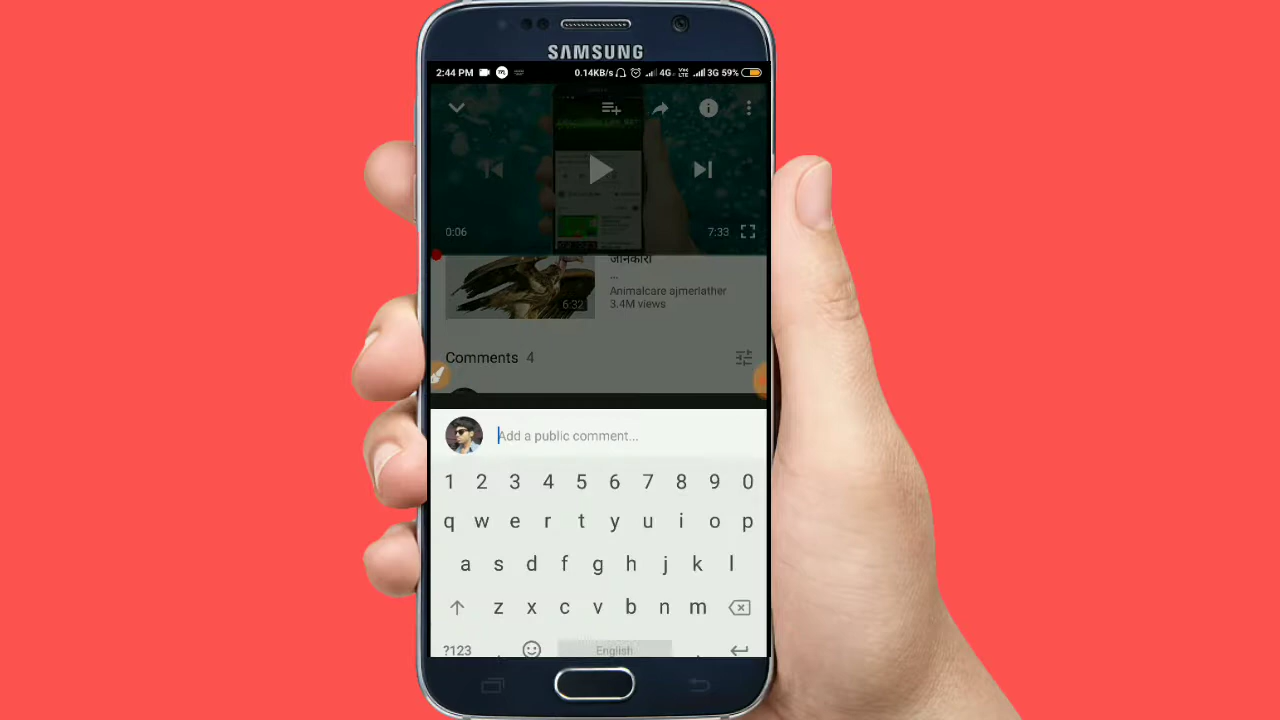 SAMSUNG
2:44 PM 0.14KB/s 4G VoLTE 3G 59%
0:06 7:33
जानकारी
...
Animalcare ajmerlather
6:32 3.4M views
Comments 4
Add a public comment...
1 2 3 4 5 6 7 8 9 0
q w e r t y u i o p
a s d f g h j k l
z x c v b n m
?123 , English .